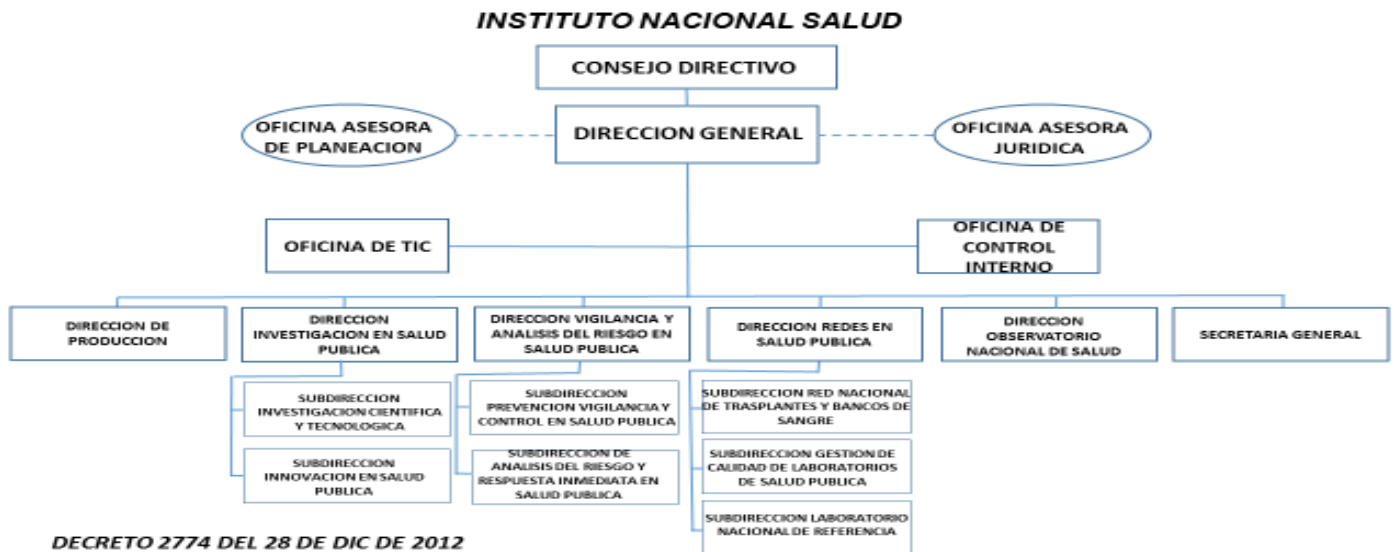 INSTITUTO NACIONAL SALUD
CONSEJO DIRECTIVO
OFICINA ASESORA
DE PLANEACION
DIRECCION GENERAL
OFICINA ASESORA
JURIDICA
OFICINA DE TIC
OFICINA DE
CONTROL
INTERNO
DIRECCION DE
PRODUCCION
DIRECCION
INVESTIGACION EN SALUD
PUBLICA
DIRECCION VIGILANCIA Y
ANALISIS DEL RIESGO EN
SALUD PUBLICA
DIRECCION REDES EN
SALUD PUBLICA
DIRECCION
OBSERVATORIO
NACIONAL DE SALUD
SECRETARIA GENERAL
SUBDIRECCION
INVESTIGACION CIENTIFICA
Y TECNOLOGICA
SUBDIRECCION
INNOVACION EN SALUD
PUBLICA
SUBDIRECCION
PREVENCION VIGILANCIA Y
CONTROL EN SALUD PUBLICA
SUBDIRECCION DE
ANALISIS DEL RIESGO Y
RESPUESTA INMEDIATA EN
SALUD PUBLICA
SUBDIRECCION RED NACIONAL
DE TRASPLANTES Y BANCOS DE
SANGRE
SUBDIRECCION GESTION DE
CALIDAD DE LABORATORIOS
DE SALUD PUBLICA
SUBDIRECCION LABORATORIO
NACIONAL DE REFERENCIA
DECRETO 2774 DEL 28 DE DIC DE 2012